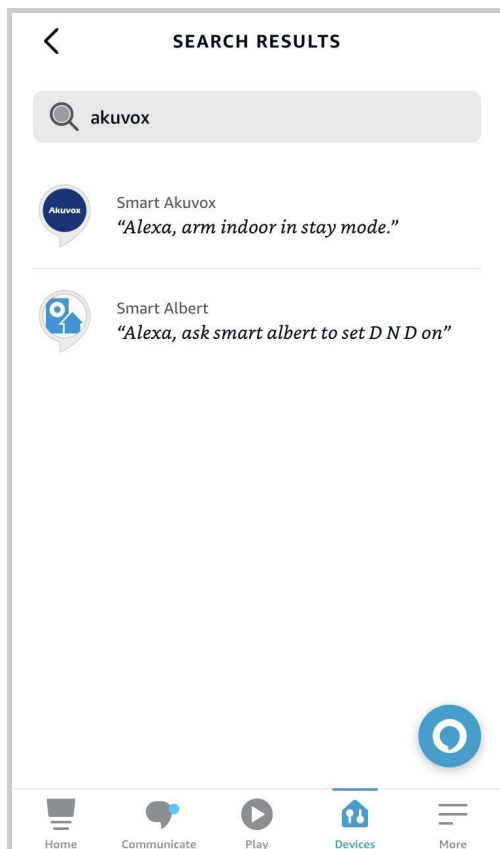 SEARCH RESULTS
akuvox
Akuvox
Smart Akuvox
“Alexa, arm indoor in stay mode.”
Smart Albert
“Alexa, ask smart albert to set D N D on”
Home Communicate Play Devices More